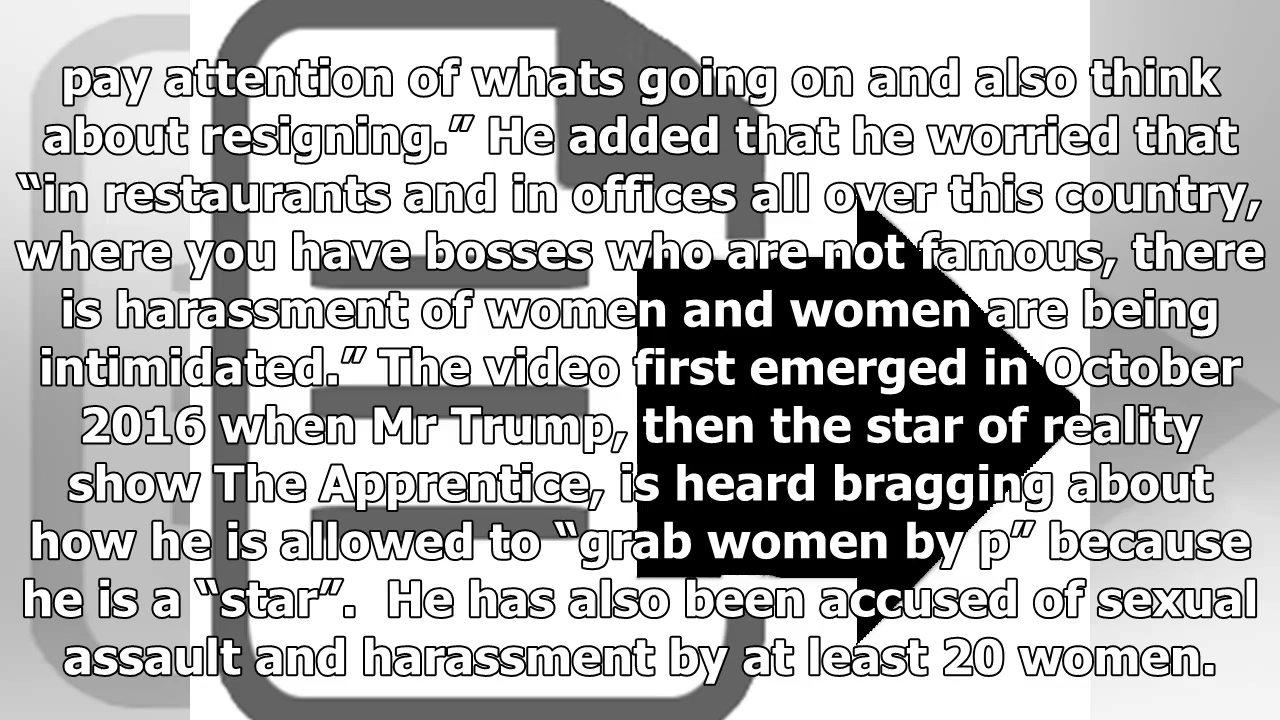 pay attention of whats going on and also think
about resigning.” He added that he worried that
“in restaurants and in offices all over this country,
where you have bosses who are not famous, there
is harassment of women and women are being
intimidated.” The video first emerged in October
2016 when Mr Trump, then the star of reality
show The Apprentice, is heard bragging about
how he is allowed to “grab women by p” because
he is a “star”.  He has also been accused of sexual
assault and harassment by at least 20 women.